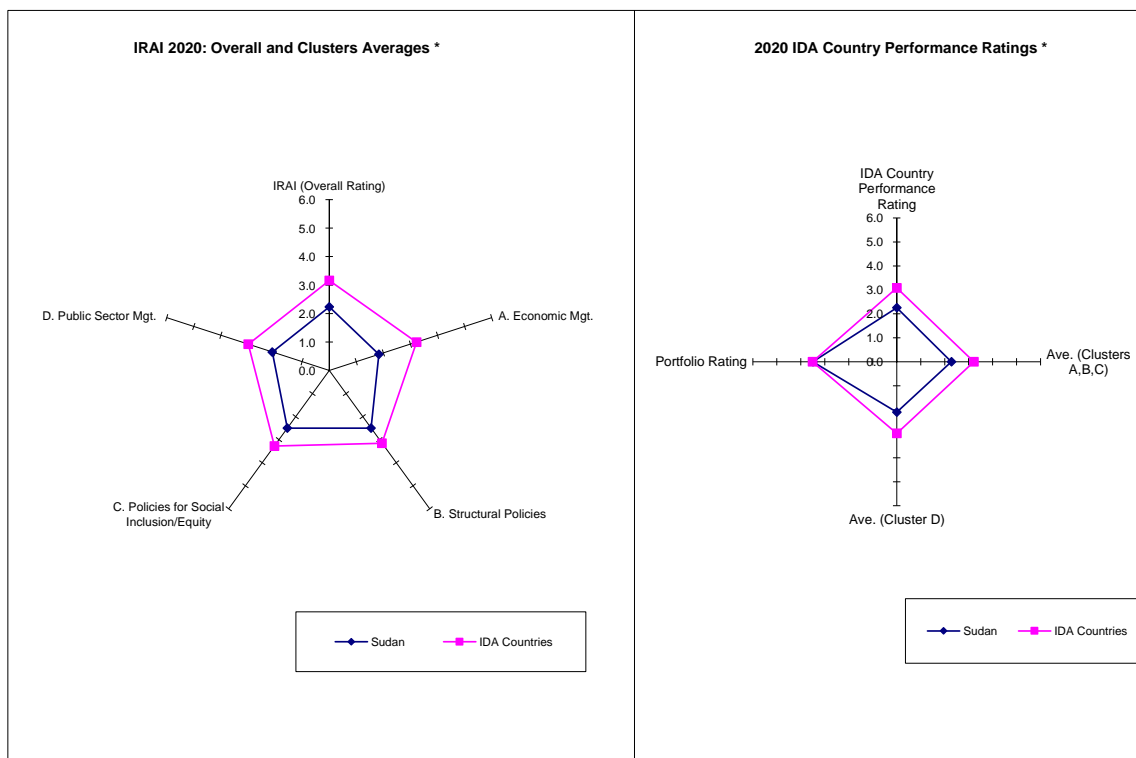 IRAI 2020: Overall and Clusters Averages *
IRAI (Overall Rating)
6.0
5.0
4.0
3.0
2.0
1.0
0.0
A. Economic Mgt.
B. Structural Policies
C. Policies for Social
Inclusion/Equity
D. Public Sector Mgt.
Sudan
IDA Countries
2020 IDA Country Performance Ratings *
IDA Country
Performance
Rating
6.0
5.0
4.0
3.0
2.0
1.0
0.0
Ave. (Clusters
A,B,C)
Ave. (Cluster D)
Portfolio Rating
Sudan
IDA Countries